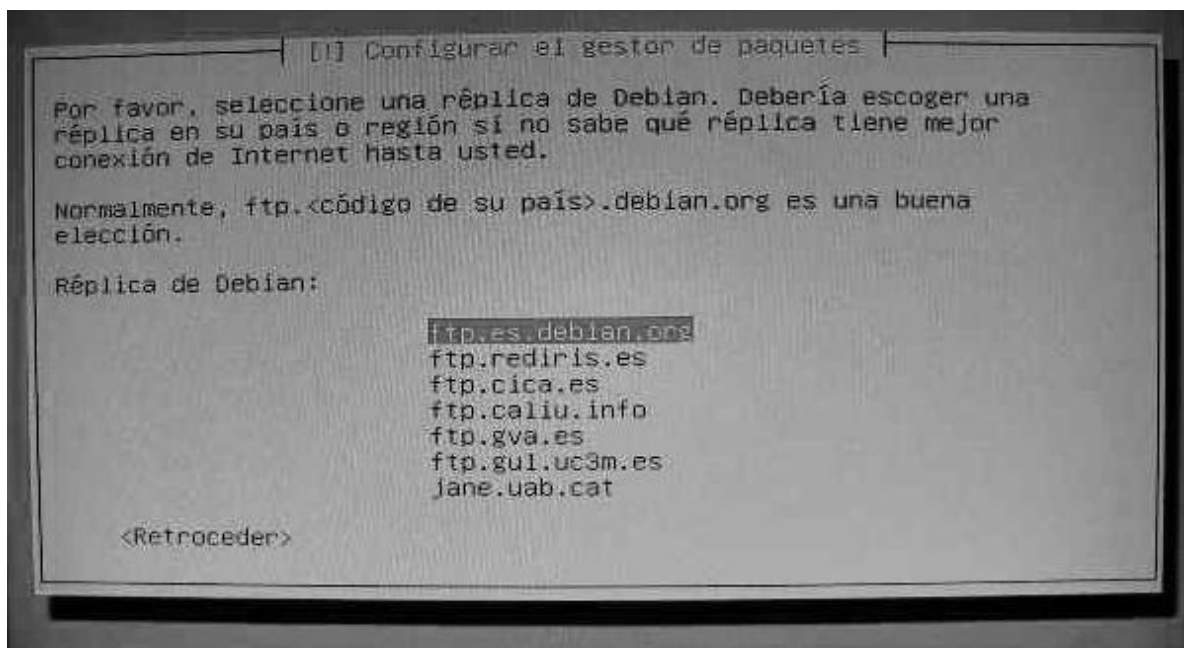 [!] Configurar el gestor de paquetes
Por favor, seleccione una réplica de Debian. Debería escoger una
réplica en su país o región si no sabe qué réplica tiene mejor
conexión de Internet hasta usted.
Normalmente, ftp.<código de su país>.debian.org es una buena
elección.
Réplica de Debian:
ftp.es.debian.org
ftp.rediris.es
ftp.cica.es
ftp.caliu.info
ftp.gva.es
ftp.gul.uc3m.es
jane.uab.cat
<Retroceder>